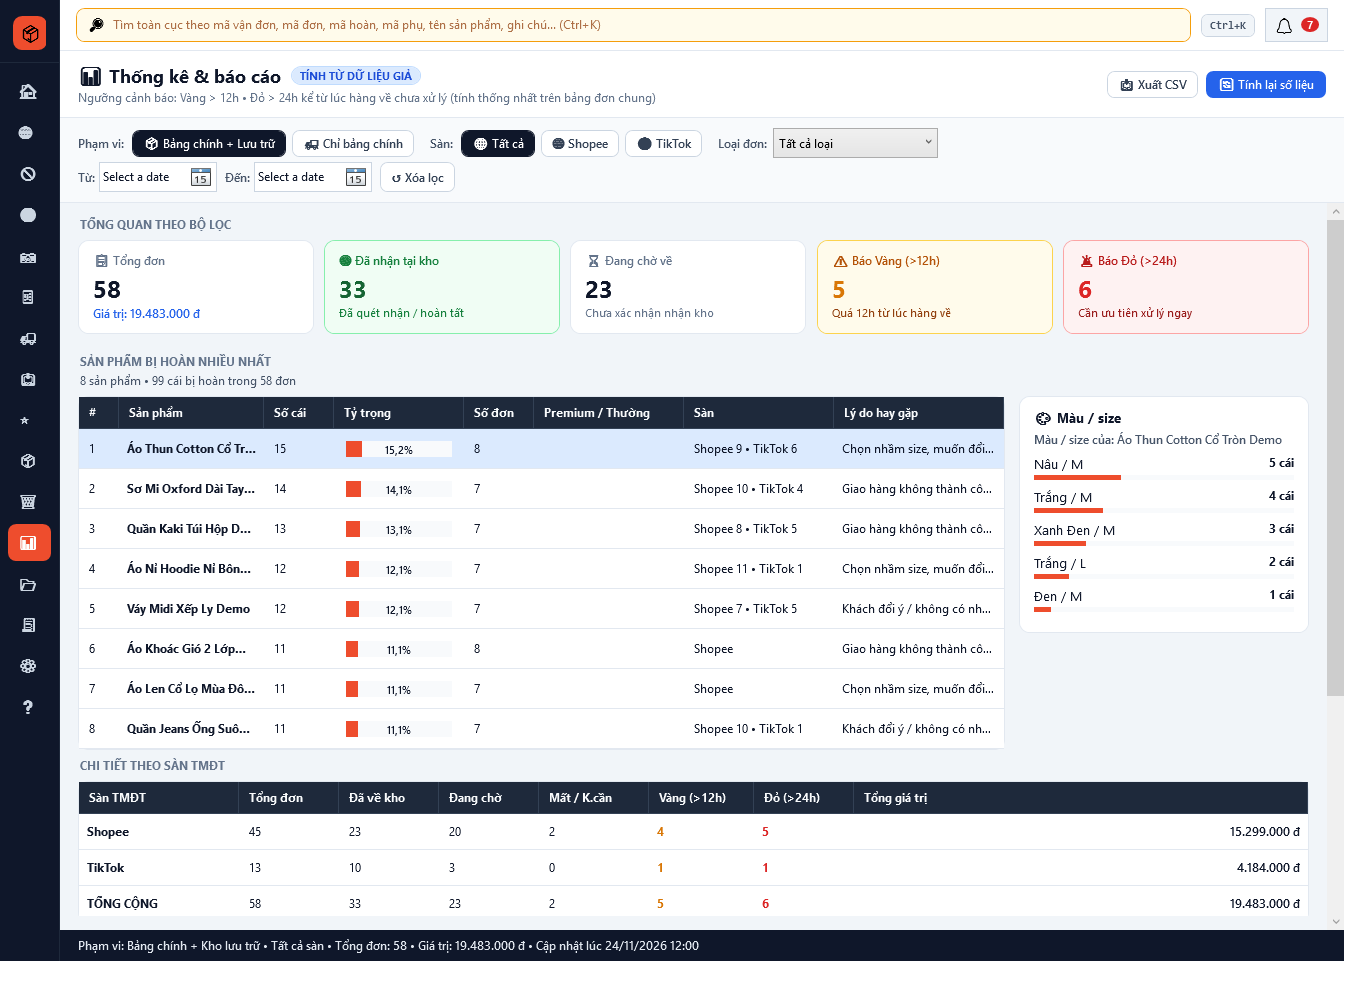 Tìm toàn cục theo mã vận đơn, mã đơn, mã hoàn, mã phụ, tên sản phẩm, ghi chú... (Ctrl+K)
Ctrl+K
7
Thống kê & báo cáo
TÍNH TỪ DỮ LIỆU GIẢ
Ngưỡng cảnh báo: Vàng > 12h • Đỏ > 24h kể từ lúc hàng về chưa xử lý (tính thống nhất trên bảng đơn chung)
Xuất CSV
Tính lại số liệu
Phạm vi: Bảng chính + Lưu trữ Chỉ bảng chính Sàn: Tất cả Shopee TikTok Loại đơn: Tất cả loại
Từ: Select a date 15 Đến: Select a date 15 Xóa lọc
TỔNG QUAN THEO BỘ LỌC
Tổng đơn
58
Giá trị: 19.483.000 đ
Đã nhận tại kho
33
Đã quét nhận / hoàn tất
Đang chờ về
23
Chưa xác nhận nhận kho
Báo Vàng (>12h)
5
Quá 12h từ lúc hàng về
Báo Đỏ (>24h)
6
Cần ưu tiên xử lý ngay
SẢN PHẨM BỊ HOÀN NHIỀU NHẤT
8 sản phẩm • 99 cái bị hoàn trong 58 đơn
# Sản phẩm Số cái Tỷ trọng Số đơn Premium / Thường Sàn Lý do hay gặp
1 Áo Thun Cotton Cổ Tr... 15 15,2% 8 Shopee 9 • TikTok 6 Chọn nhầm size, muốn đổi...
2 Sơ Mi Oxford Dài Tay... 14 14,1% 7 Shopee 10 • TikTok 4 Giao hàng không thành cô...
3 Quần Kaki Túi Hộp D... 13 13,1% 7 Shopee 8 • TikTok 5 Giao hàng không thành cô...
4 Áo Nỉ Hoodie Nỉ Bôn... 12 12,1% 7 Shopee 11 • TikTok 1 Chọn nhầm size, muốn đổi...
5 Váy Midi Xếp Ly Demo 12 12,1% 7 Shopee 7 • TikTok 5 Khách đổi ý / không có nh...
6 Áo Khoác Gió 2 Lớp... 11 11,1% 8 Shopee Giao hàng không thành cô...
7 Áo Len Cổ Lọ Mùa Đô... 11 11,1% 7 Shopee Chọn nhầm size, muốn đổi...
8 Quần Jeans Ống Suô... 11 11,1% 7 Shopee 10 • TikTok 1 Khách đổi ý / không có nh...
Màu / size
Màu / size của: Áo Thun Cotton Cổ Tròn Demo
Nâu / M 5 cái
Trắng / M 4 cái
Xanh Đen / M 3 cái
Trắng / L 2 cái
Đen / M 1 cái
CHI TIẾT THEO SÀN TMĐT
Sàn TMĐT Tổng đơn Đã về kho Đang chờ Mất / K.cần Vàng (>12h) Đỏ (>24h) Tổng giá trị
Shopee 45 23 20 2 4 5 15.299.000 đ
TikTok 13 10 3 0 1 1 4.184.000 đ
TỔNG CỘNG 58 33 23 2 5 6 19.483.000 đ
Phạm vi: Bảng chính + Kho lưu trữ • Tất cả sàn • Tổng đơn: 58 • Giá trị: 19.483.000 đ • Cập nhật lúc 24/11/2026 12:00